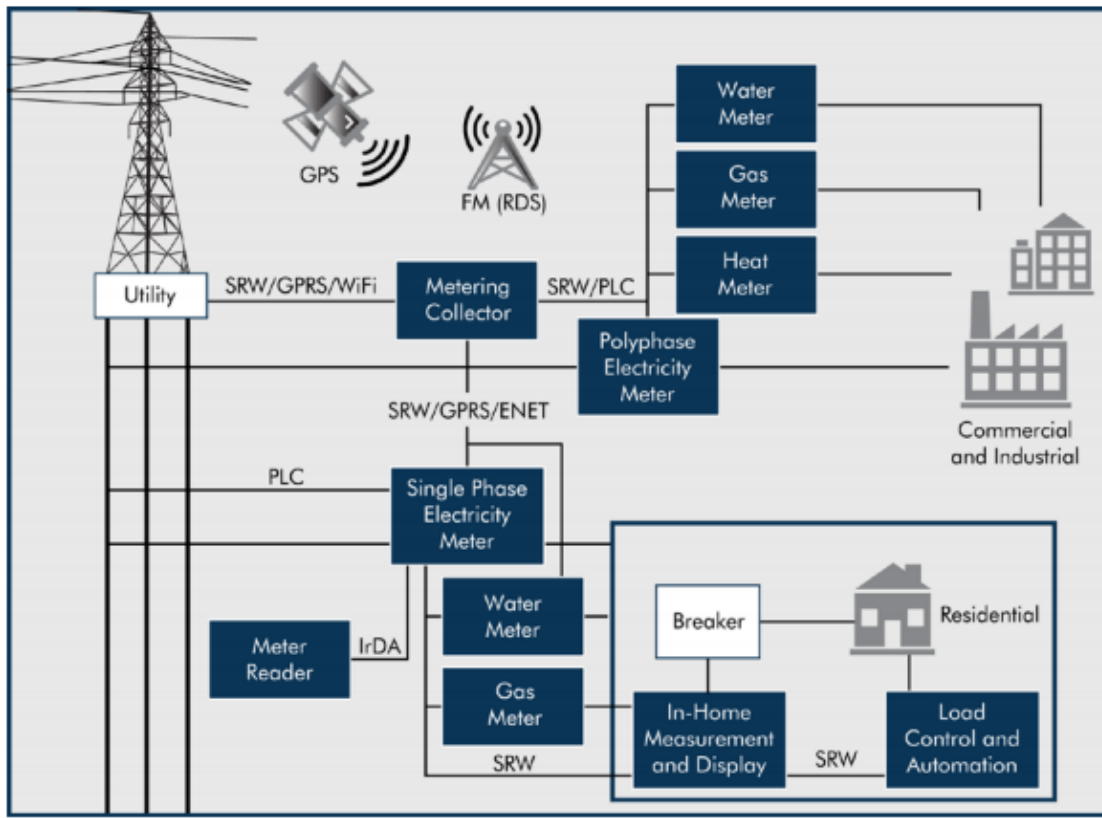 GPS
FM (RDS)
Water
Meter
Gas
Meter
Heat
Meter
Utility
SRW/GPRS/WiFi
Metering
Collector
SRW/PLC
Polyphase
Electricity
Meter
SRW/GPRS/ENET
Commercial
and Industrial
PLC
Single Phase
Electricity
Meter
Water
Meter
Breaker
Residential
Meter
Reader
IrDA
Gas
Meter
In-Home
Measurement
and Display
Load
Control and
Automation
SRW
SRW